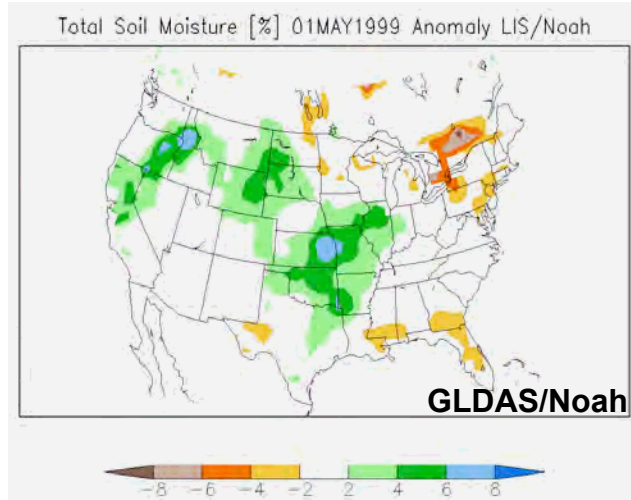 Total Soil Moisture [%] 01MAY1999 Anomaly LIS/Noah
GLDAS/Noah
-8 -6 -4 -2 2 4 6 8